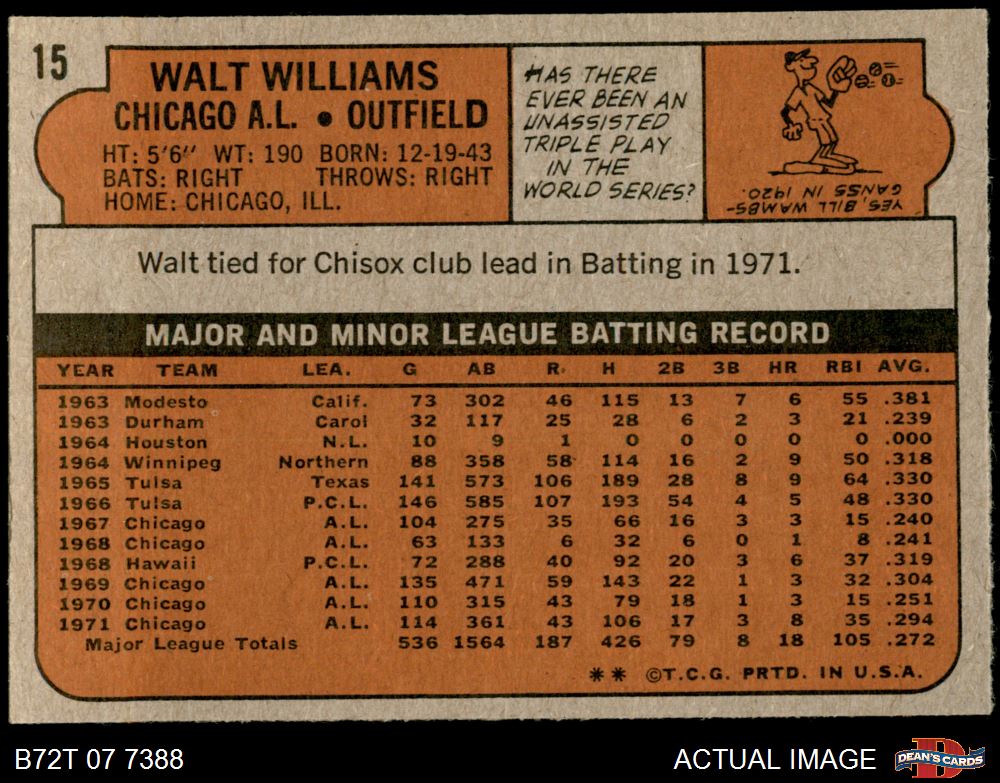 15
WALT WILLIAMS
CHICAGO A.L. • OUTFIELD
HT: 5'6" WT: 190 BORN: 12-19-43
BATS: RIGHT THROWS: RIGHT
HOME: CHICAGO, ILL.
HAS THERE
EVER BEEN AN
UNASSISTED
TRIPLE PLAY
IN THE
WORLD SERIES?
YES, BILL WAMBS-
GANSS IN 1920.
Walt tied for Chisox club lead in Batting in 1971.
MAJOR AND MINOR LEAGUE BATTING RECORD
YEAR TEAM LEA. G AB R. H 2B 3B HR RBI AVG.
1963 Modesto Calif. 73 302 46 115 13 7 6 55 .381
1963 Durham Carol 32 117 25 28 6 2 3 21 .239
1964 Houston N.L. 10 9 1 0 0 0 0 0 .000
1964 Winnipeg Northern 88 358 58 114 16 2 9 50 .318
1965 Tulsa Texas 141 573 106 189 28 8 9 64 .330
1966 Tulsa P.C.L. 146 585 107 193 54 4 5 48 .330
1967 Chicago A.L. 104 275 35 66 16 3 3 15 .240
1968 Chicago A.L. 63 133 6 32 6 0 1 8 .241
1968 Hawaii P.C.L. 72 288 40 92 20 3 6 37 .319
1969 Chicago A.L. 135 471 59 143 22 1 3 32 .304
1970 Chicago A.L. 110 315 43 79 18 1 3 15 .251
1971 Chicago A.L. 114 361 43 106 17 3 8 35 .294
Major League Totals 536 1564 187 426 79 8 18 105 .272
** ©T.C.G. PRTD. IN U.S.A.
B72T 07 7388
ACTUAL IMAGE
D
DEAN'S CARDS